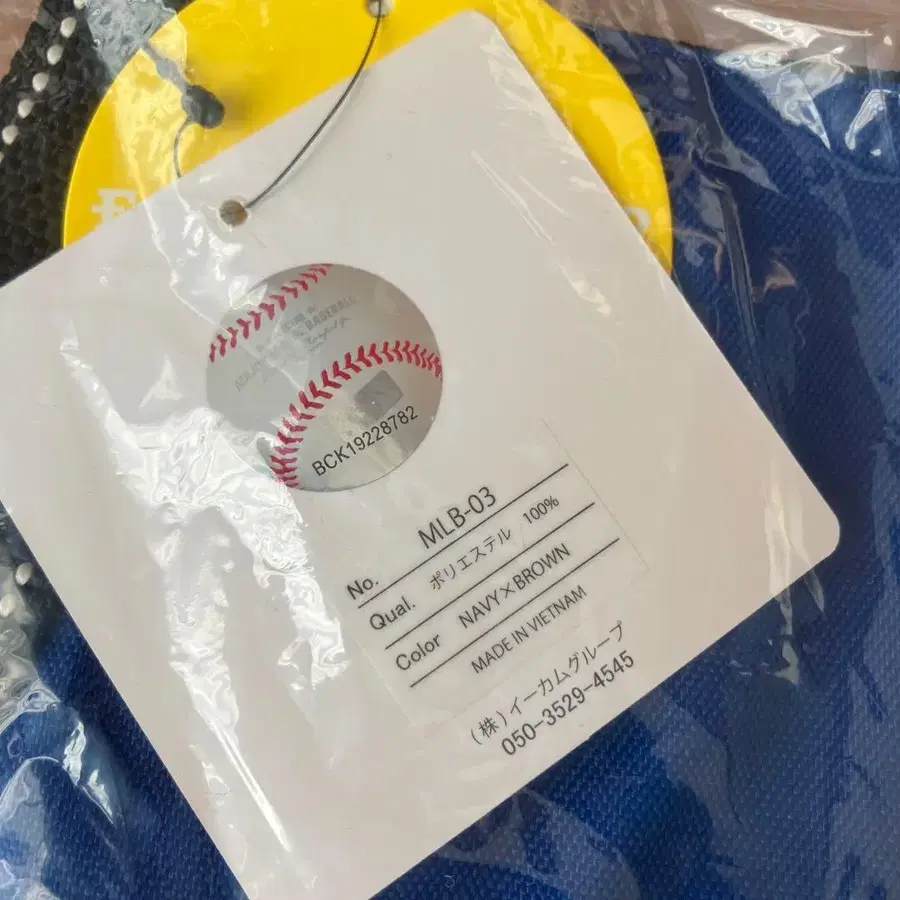 BASEBALL
BCK19228782
No. MLB-03
Qual. ポリエステル 100%
Color NAVY×BROWN
MADE IN VIETNAM
(株)イーカムグループ
050-3529-4545